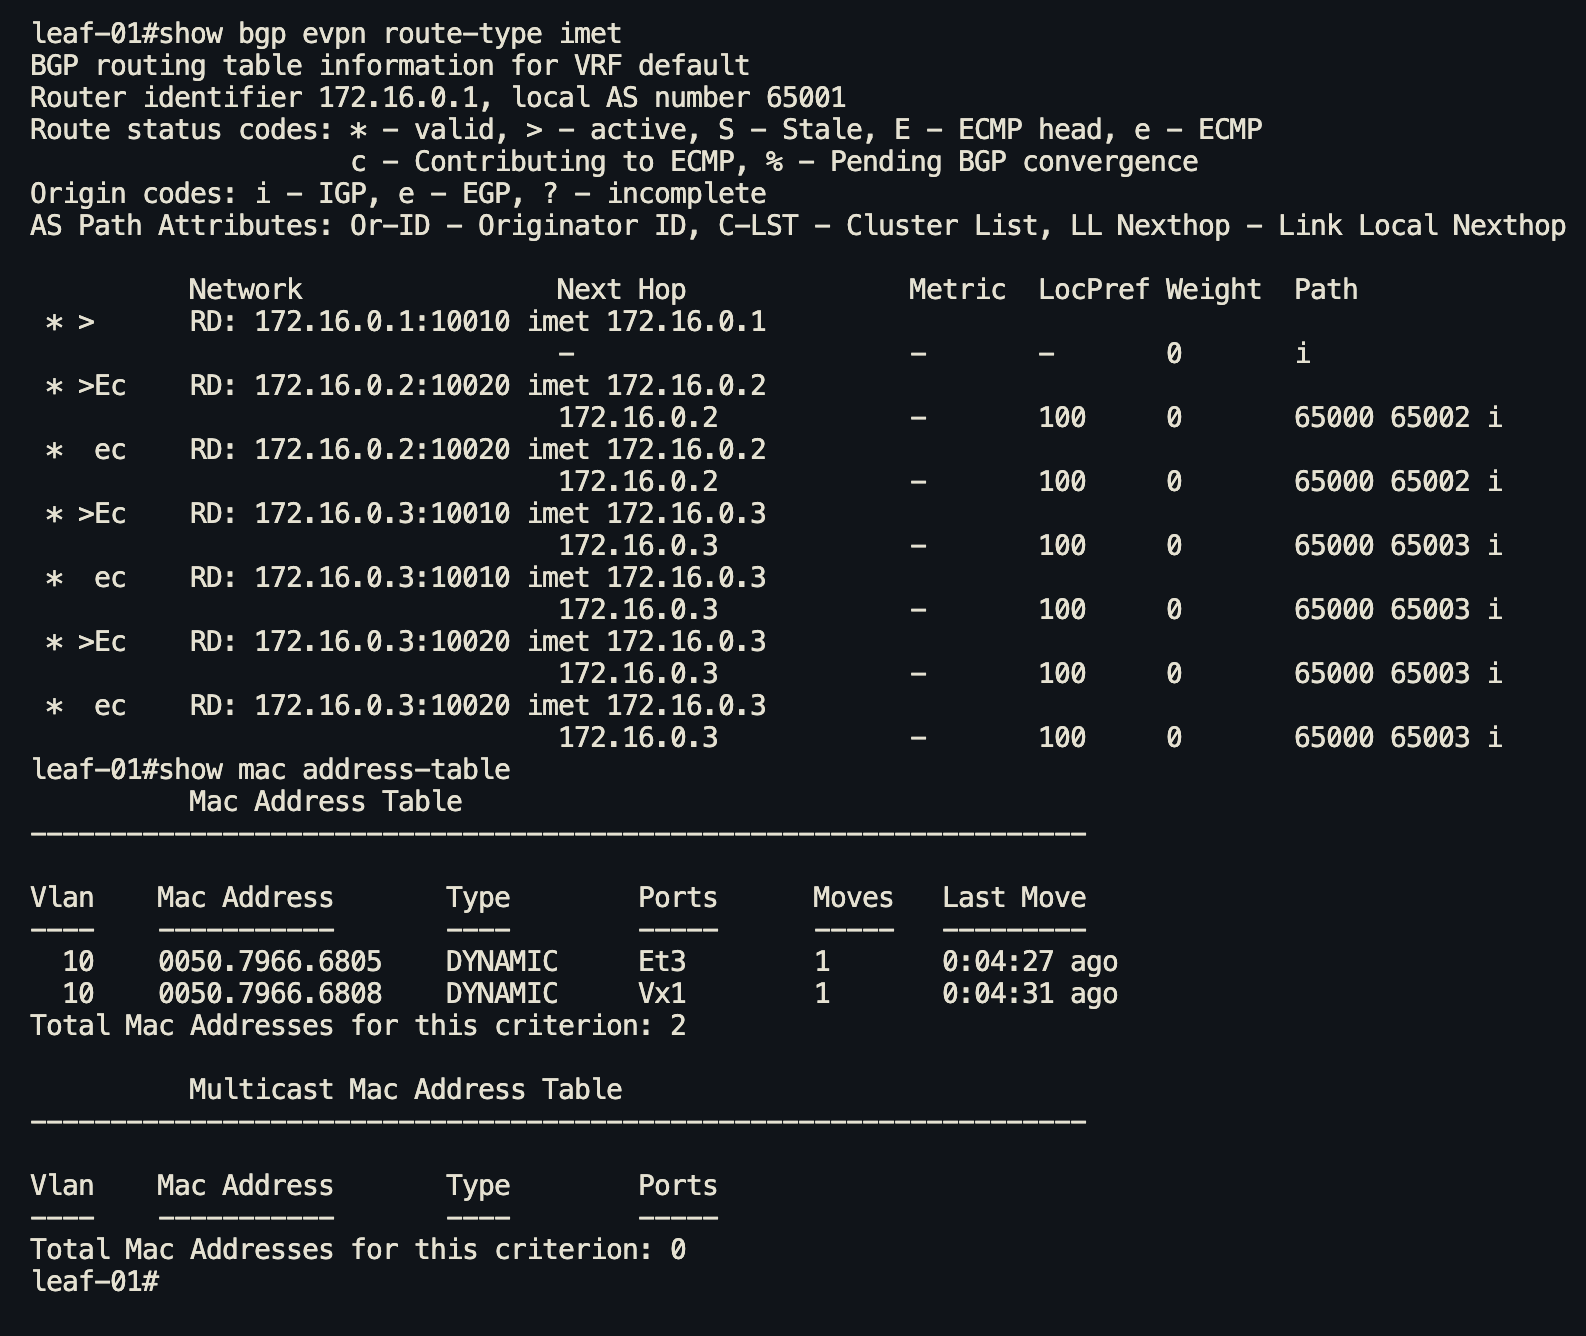 leaf-01#show bgp evpn route-type imet
BGP routing table information for VRF default
Router identifier 172.16.0.1, local AS number 65001
Route status codes: * - valid, > - active, S - Stale, E - ECMP head, e - ECMP
                    c - Contributing to ECMP, % - Pending BGP convergence
Origin codes: i - IGP, e - EGP, ? - incomplete
AS Path Attributes: Or-ID - Originator ID, C-LST - Cluster List, LL Nexthop - Link Local Nexthop

          Network                Next Hop              Metric  LocPref Weight  Path
 * >      RD: 172.16.0.1:10010 imet 172.16.0.1
                                 -                     -       -       0       i
 * >Ec    RD: 172.16.0.2:10020 imet 172.16.0.2
                                 172.16.0.2            -       100     0       65000 65002 i
 *  ec    RD: 172.16.0.2:10020 imet 172.16.0.2
                                 172.16.0.2            -       100     0       65000 65002 i
 * >Ec    RD: 172.16.0.3:10010 imet 172.16.0.3
                                 172.16.0.3            -       100     0       65000 65003 i
 *  ec    RD: 172.16.0.3:10010 imet 172.16.0.3
                                 172.16.0.3            -       100     0       65000 65003 i
 * >Ec    RD: 172.16.0.3:10020 imet 172.16.0.3
                                 172.16.0.3            -       100     0       65000 65003 i
 *  ec    RD: 172.16.0.3:10020 imet 172.16.0.3
                                 172.16.0.3            -       100     0       65000 65003 i
leaf-01#show mac address-table
          Mac Address Table
------------------------------------------------------------------

Vlan    Mac Address       Type        Ports      Moves   Last Move
----    -----------       ----        -----      -----   ---------
  10    0050.7966.6805    DYNAMIC     Et3        1       0:04:27 ago
  10    0050.7966.6808    DYNAMIC     Vx1        1       0:04:31 ago
Total Mac Addresses for this criterion: 2

          Multicast Mac Address Table
------------------------------------------------------------------

Vlan    Mac Address       Type        Ports
----    -----------       ----        -----
Total Mac Addresses for this criterion: 0
leaf-01#